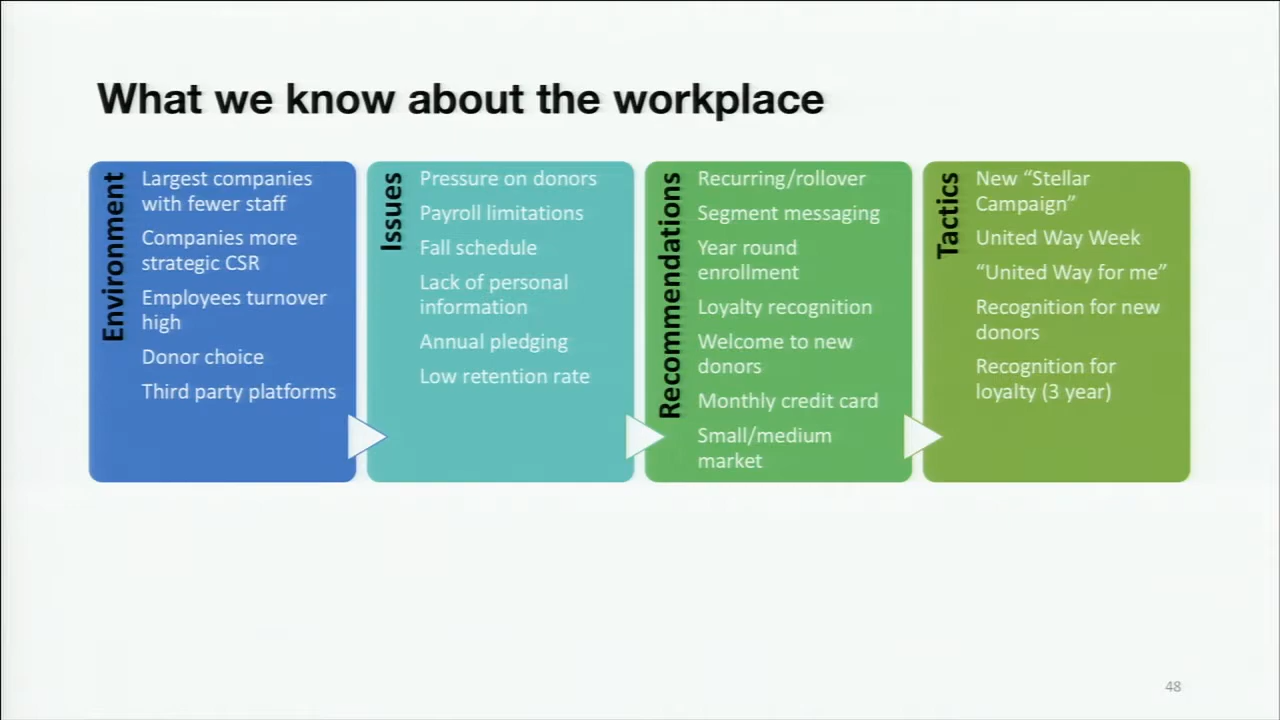 What we know about the workplace
Environment
Largest companies
with fewer staff
Companies more
strategic CSR
Employees turnover
high
Donor choice
Third party platforms
Issues
Pressure on donors
Payroll limitations
Fall schedule
Lack of personal
information
Annual pledging
Low retention rate
Recommendations
Recurring/rollover
Segment messaging
Year round
enrollment
Loyalty recognition
Welcome to new
donors
Monthly credit card
Small/medium
market
Tactics
New “Stellar
Campaign”
United Way Week
“United Way for me”
Recognition for new
donors
Recognition for
loyalty (3 year)
48